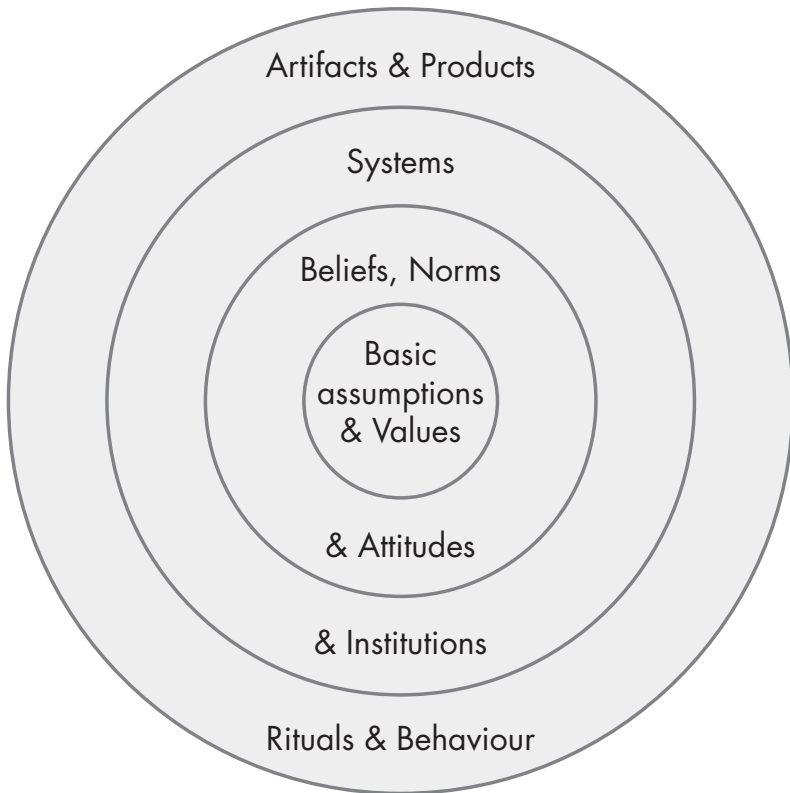 Artifacts & Products
Systems
Beliefs, Norms
Basic
assumptions
& Values
& Attitudes
& Institutions
Rituals & Behaviour